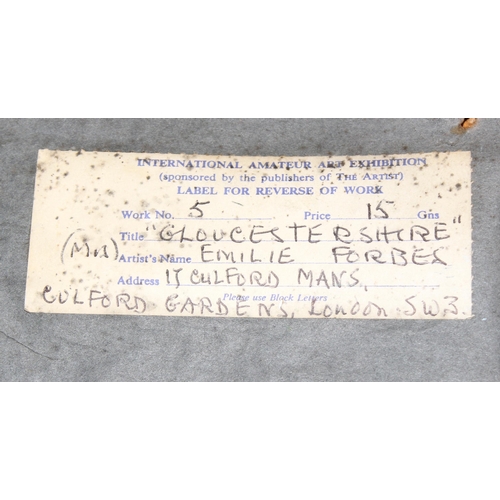 INTERNATIONAL AMATEUR ART EXHIBITION
(sponsored by the publishers of THE ARTIST)
LABEL FOR REVERSE OF WORK
Work No. 5 Price 15 Gns
Title "GLOUCESTERSHIRE"
(Mrs) Artist's Name EMILIE FORBES
Address 17 CULFORD MANS,
Please use Block Letters
CULFORD GARDENS, London SW3.